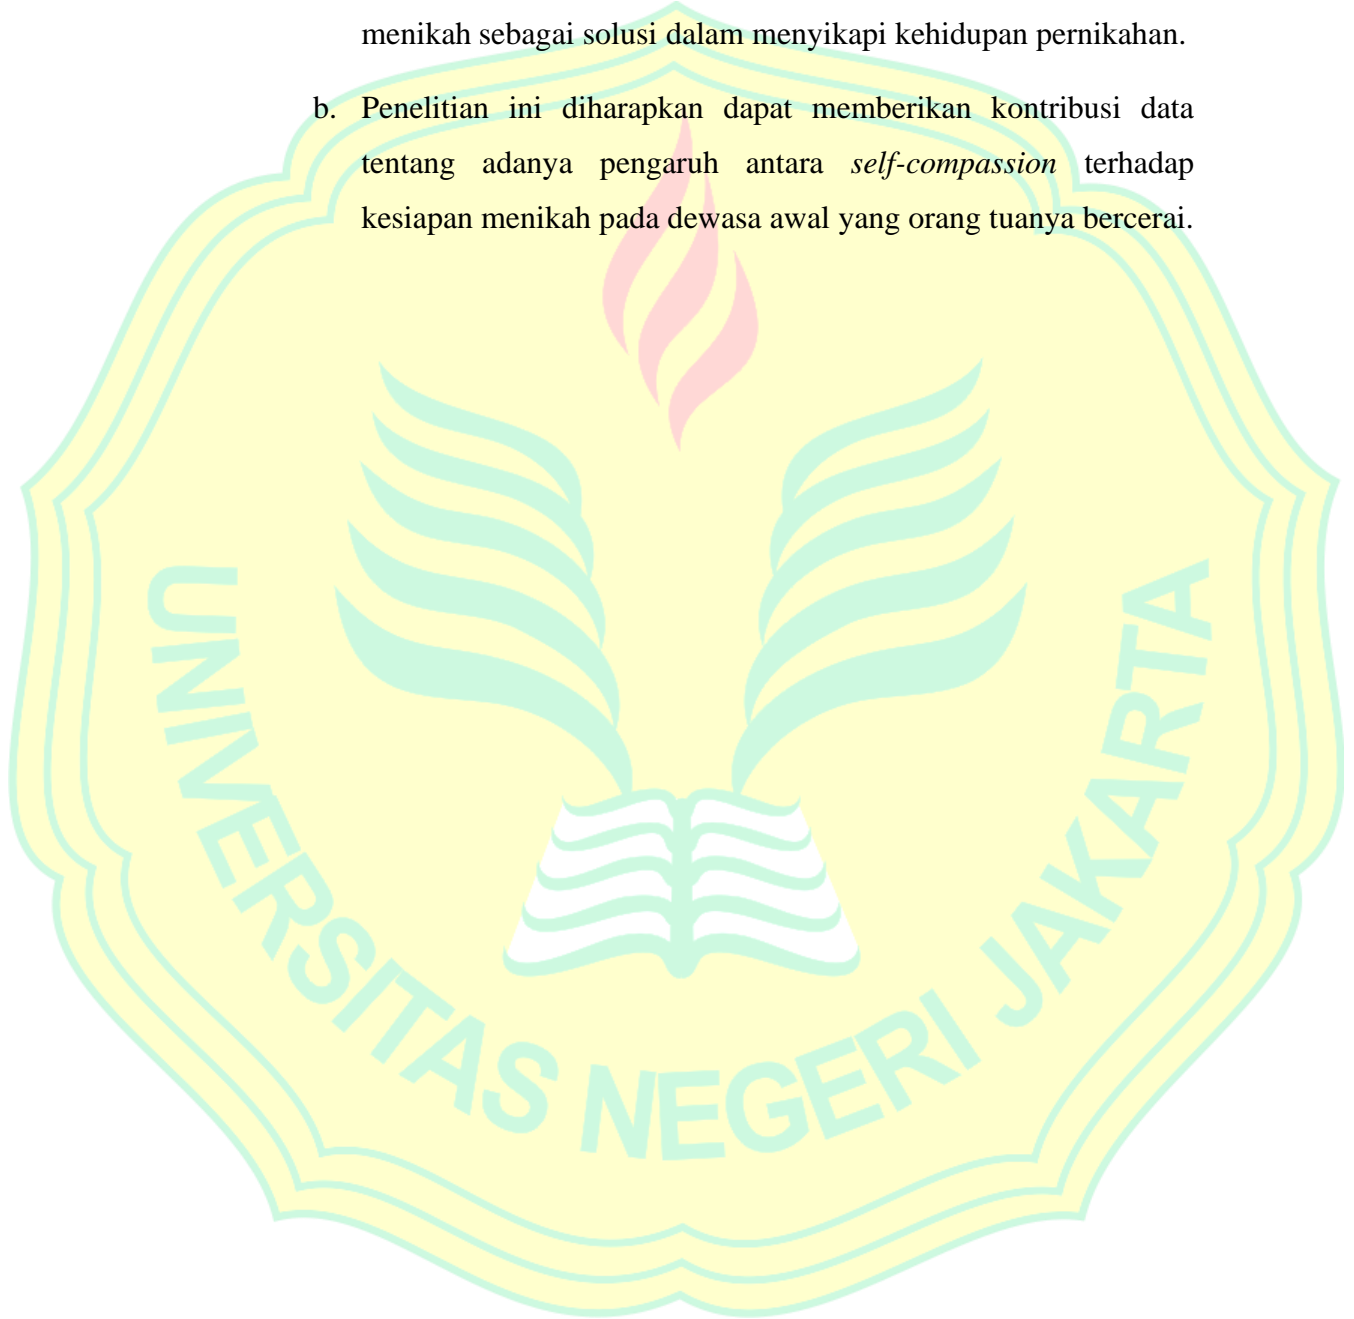 menikah sebagai solusi dalam menyikapi kehidupan pernikahan.
b. Penelitian ini diharapkan dapat memberikan kontribusi data
tentang adanya pengaruh antara self-compassion terhadap
kesiapan menikah pada dewasa awal yang orang tuanya bercerai.
UNIVERSITAS NEGERI JAKARTA